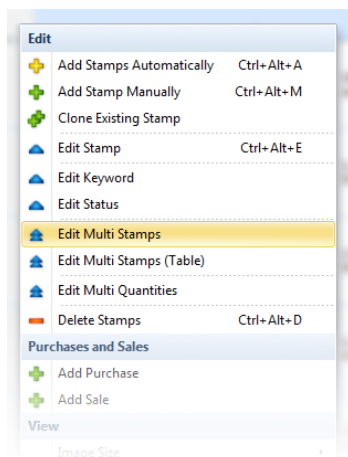 Edit
Add Stamps Automatically Ctrl+Alt+A
Add Stamp Manually Ctrl+Alt+M
Clone Existing Stamp
Edit Stamp Ctrl+Alt+E
Edit Keyword
Edit Status
Edit Multi Stamps
Edit Multi Stamps (Table)
Edit Multi Quantities
Delete Stamps Ctrl+Alt+D
Purchases and Sales
Add Purchase
Add Sale
View
Image Size